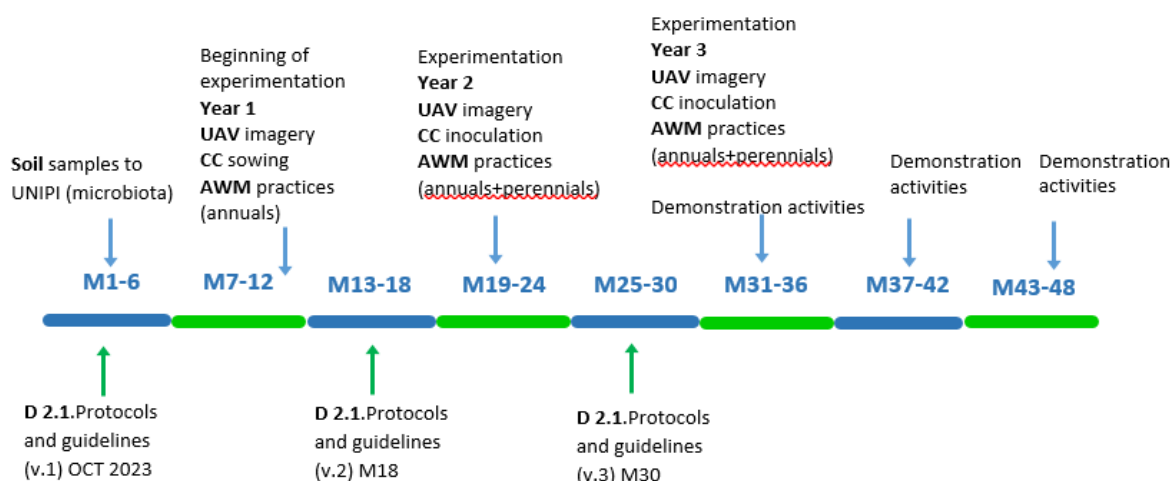 Soil samples to
UNIPI (microbiota)
Beginning of
experimentation
Year 1
UAV imagery
CC sowing
AWM practices
(annuals)
Experimentation
Year 2
UAV imagery
CC inoculation
AWM practices
(annuals+perennials)
Experimentation
Year 3
UAV imagery
CC inoculation
AWM practices
(annuals+perennials)
Demonstration activities
Demonstration
activities
Demonstration
activities
M1-6
M7-12
M13-18
M19-24
M25-30
M31-36
M37-42
M43-48
D 2.1.Protocols
and guidelines
(v.1) OCT 2023
D 2.1.Protocols
and guidelines
(v.2) M18
D 2.1.Protocols
and guidelines
(v.3) M30